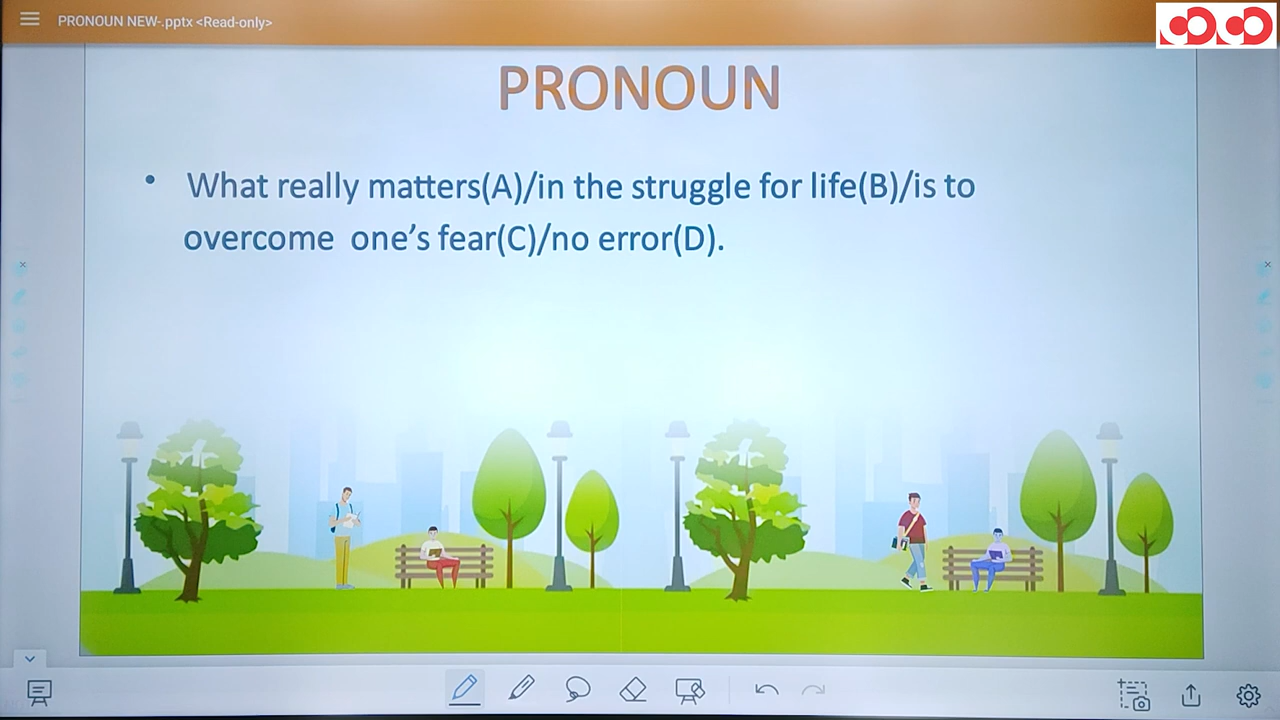 PRONOUN NEW-.pptx <Read-only>
PRONOUN
• What really matters(A)/in the struggle for life(B)/is to
overcome one’s fear(C)/no error(D).